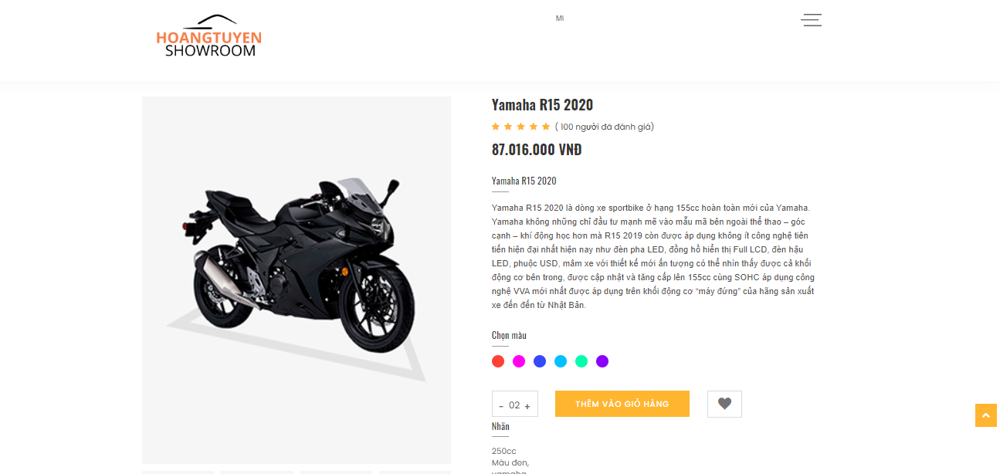 HOANGTUYEN
SHOWROOM
Yamaha R15 2020
( 100 người đã đánh giá)
87.016.000 VNĐ
Yamaha R15 2020
Yamaha R15 2020 là dòng xe sportbike ở hạng 155cc hoàn toàn mới của Yamaha.
Yamaha không những chỉ đầu tư mạnh mẽ vào mẫu mã bên ngoài thể thao – góc
cạnh – khí động học hơn mà R15 2019 còn được áp dụng không ít công nghệ tiên
tiến hiện đại nhất hiện nay như đèn pha LED, đồng hồ hiển thị Full LCD, đèn hậu
LED, phuộc USD, mâm xe với thiết kế mới ấn tượng có thể nhìn thấy được cả khối
động cơ bên trong, được cập nhật và tăng cấp lên 155cc cùng SOHC áp dụng công
nghệ VVA mới nhất được áp dụng trên khối động cơ “máy đứng” của hãng sản xuất
xe đến đến từ Nhật Bản.
Chọn màu
- 02 +
THÊM VÀO GIỎ HÀNG
Nhãn
250cc
Màu đen,
yamaha